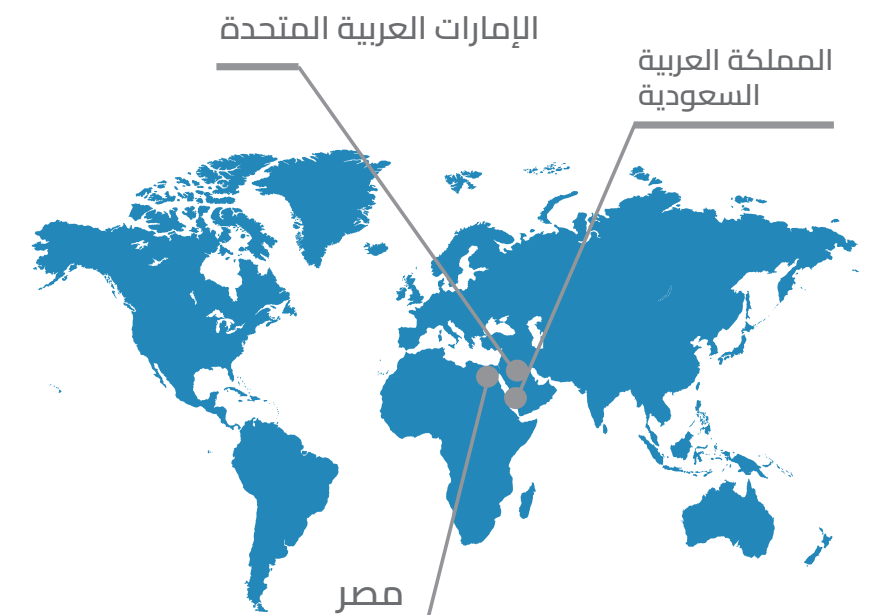 الإمارات العربية المتحدة
المملكة العربية
السعودية
مصر